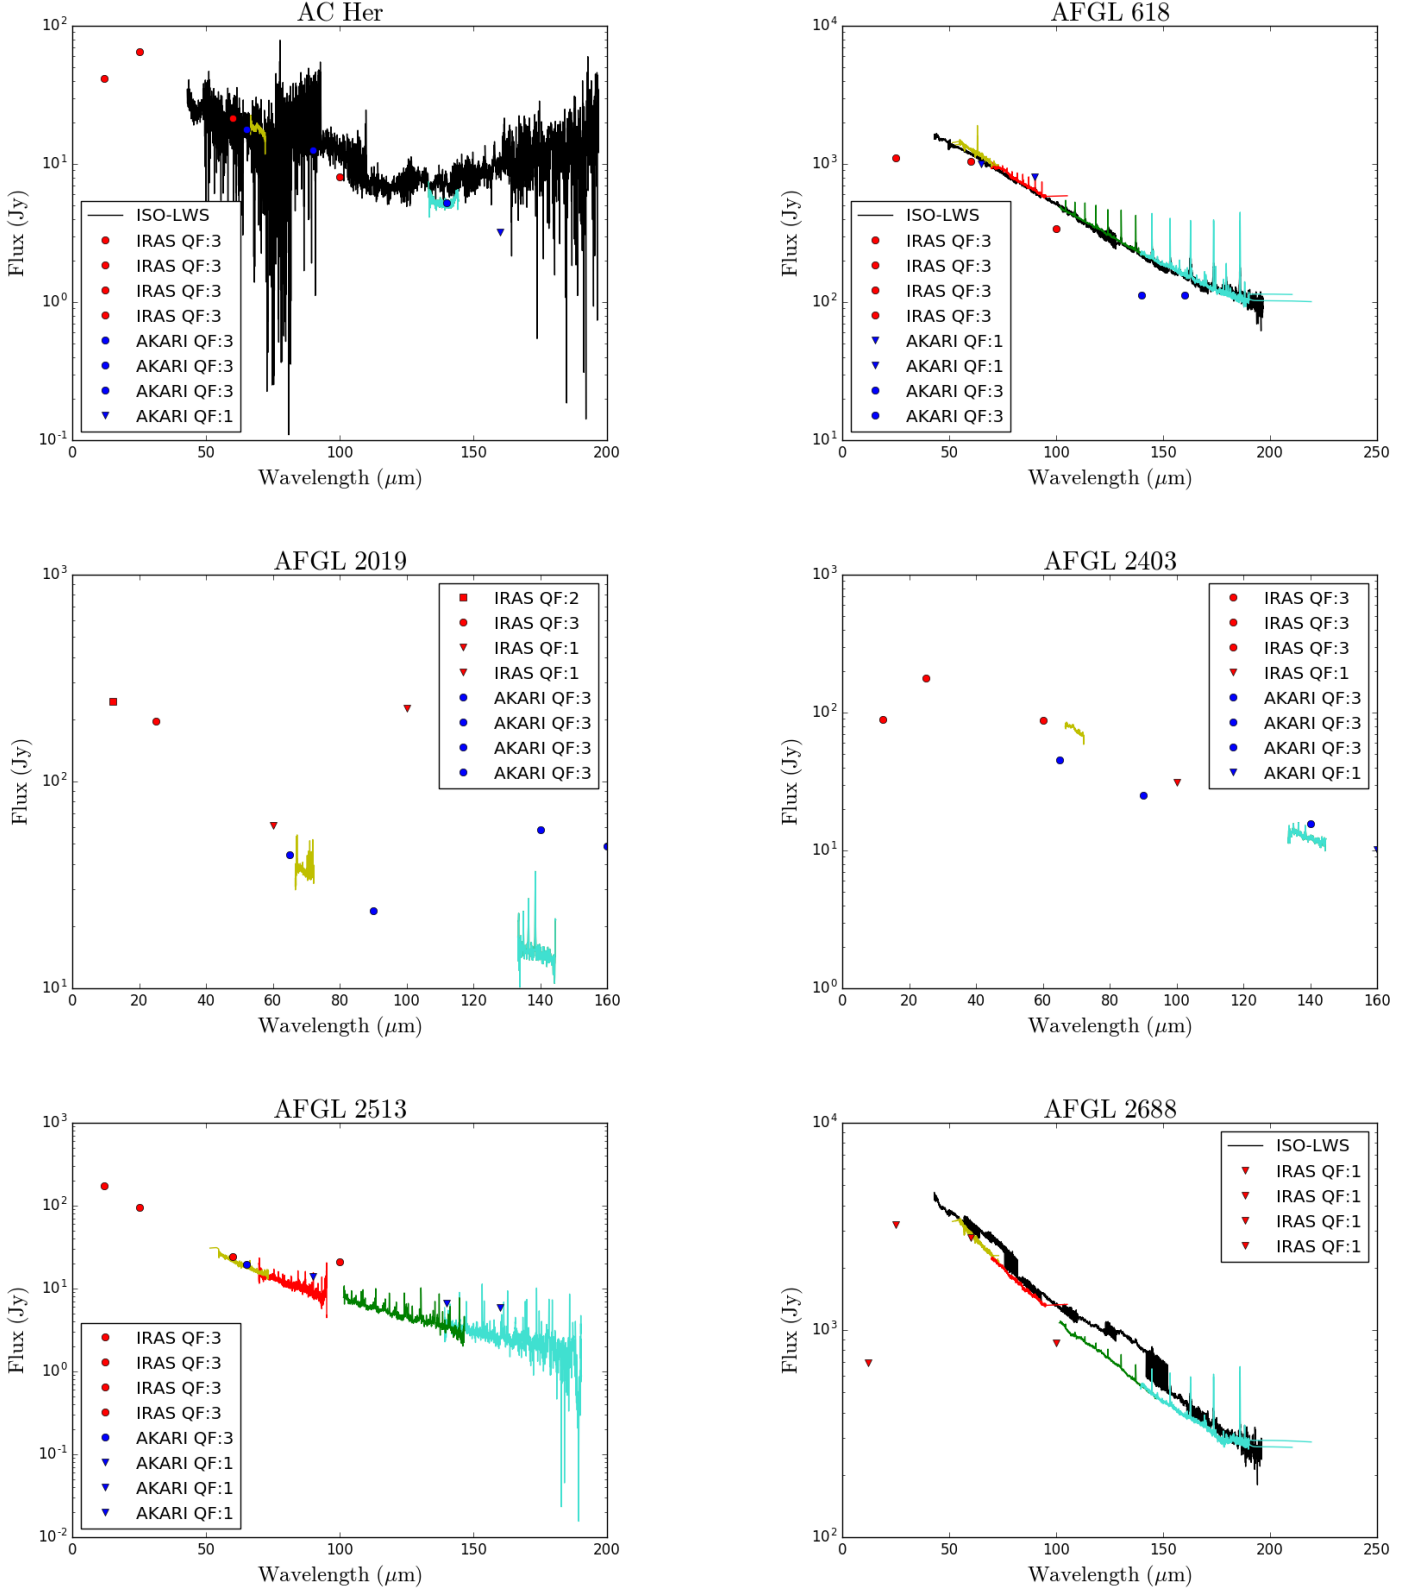 AC Her
10^2
10^1
10^0
10^-1
Flux (Jy)
ISO-LWS
IRAS QF:3
IRAS QF:3
IRAS QF:3
IRAS QF:3
AKARI QF:3
AKARI QF:3
AKARI QF:3
AKARI QF:1
0 50 100 150 200
Wavelength (μm)
AFGL 618
10^4
10^3
10^2
10^1
Flux (Jy)
ISO-LWS
IRAS QF:3
IRAS QF:3
IRAS QF:3
IRAS QF:3
AKARI QF:1
AKARI QF:1
AKARI QF:3
AKARI QF:3
0 50 100 150 200 250
Wavelength (μm)
AFGL 2019
10^3
10^2
10^1
Flux (Jy)
IRAS QF:2
IRAS QF:3
IRAS QF:1
IRAS QF:1
AKARI QF:3
AKARI QF:3
AKARI QF:3
AKARI QF:3
0 20 40 60 80 100 120 140 160
Wavelength (μm)
AFGL 2403
10^3
10^2
10^1
10^0
Flux (Jy)
IRAS QF:3
IRAS QF:3
IRAS QF:3
IRAS QF:1
AKARI QF:3
AKARI QF:3
AKARI QF:3
AKARI QF:1
0 20 40 60 80 100 120 140 160
Wavelength (μm)
AFGL 2513
10^3
10^2
10^1
10^0
10^-1
10^-2
Flux (Jy)
IRAS QF:3
IRAS QF:3
IRAS QF:3
IRAS QF:3
AKARI QF:3
AKARI QF:1
AKARI QF:1
AKARI QF:1
0 50 100 150 200
Wavelength (μm)
AFGL 2688
10^4
10^3
10^2
Flux (Jy)
ISO-LWS
IRAS QF:1
IRAS QF:1
IRAS QF:1
IRAS QF:1
0 50 100 150 200 250
Wavelength (μm)